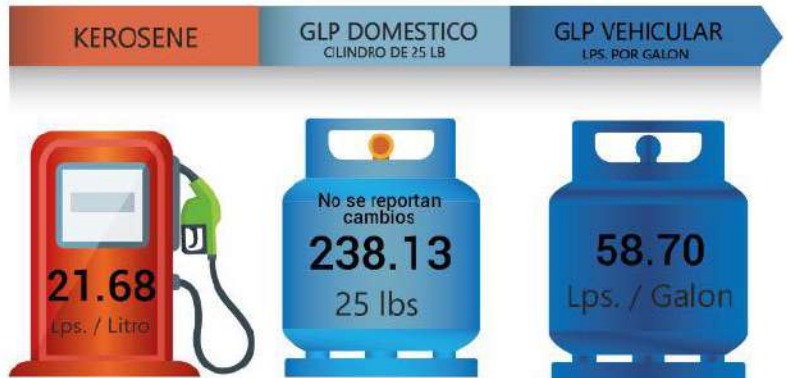 KEROSENE
GLP DOMESTICO
CILINDRO DE 25 LB
GLP VEHICULAR
LPS. POR GALON
21.68
Lps. / Litro
No se reportan
cambios
238.13
25 lbs
58.70
Lps. / Galon